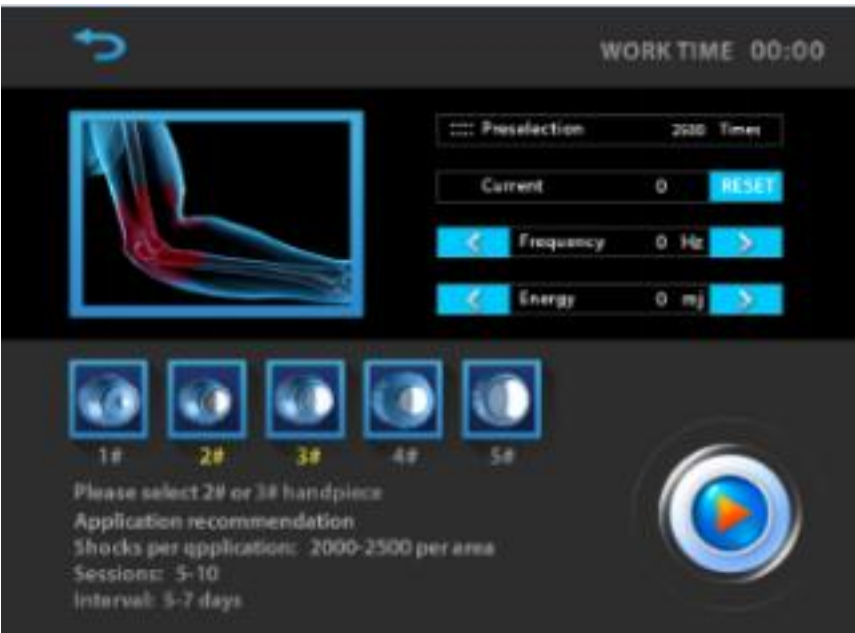 WORK TIME 00:00
Preselection Times
Current 0 RESET
Frequency 0 Hz
Energy 0 mj
1# 2# 3# 4# 5#
Please select 2# or 3# handpiece
Application recommendation
Shocks per qpplication: 2000-2500 per area
Sessions: 5-10
Interval: 5-7 days